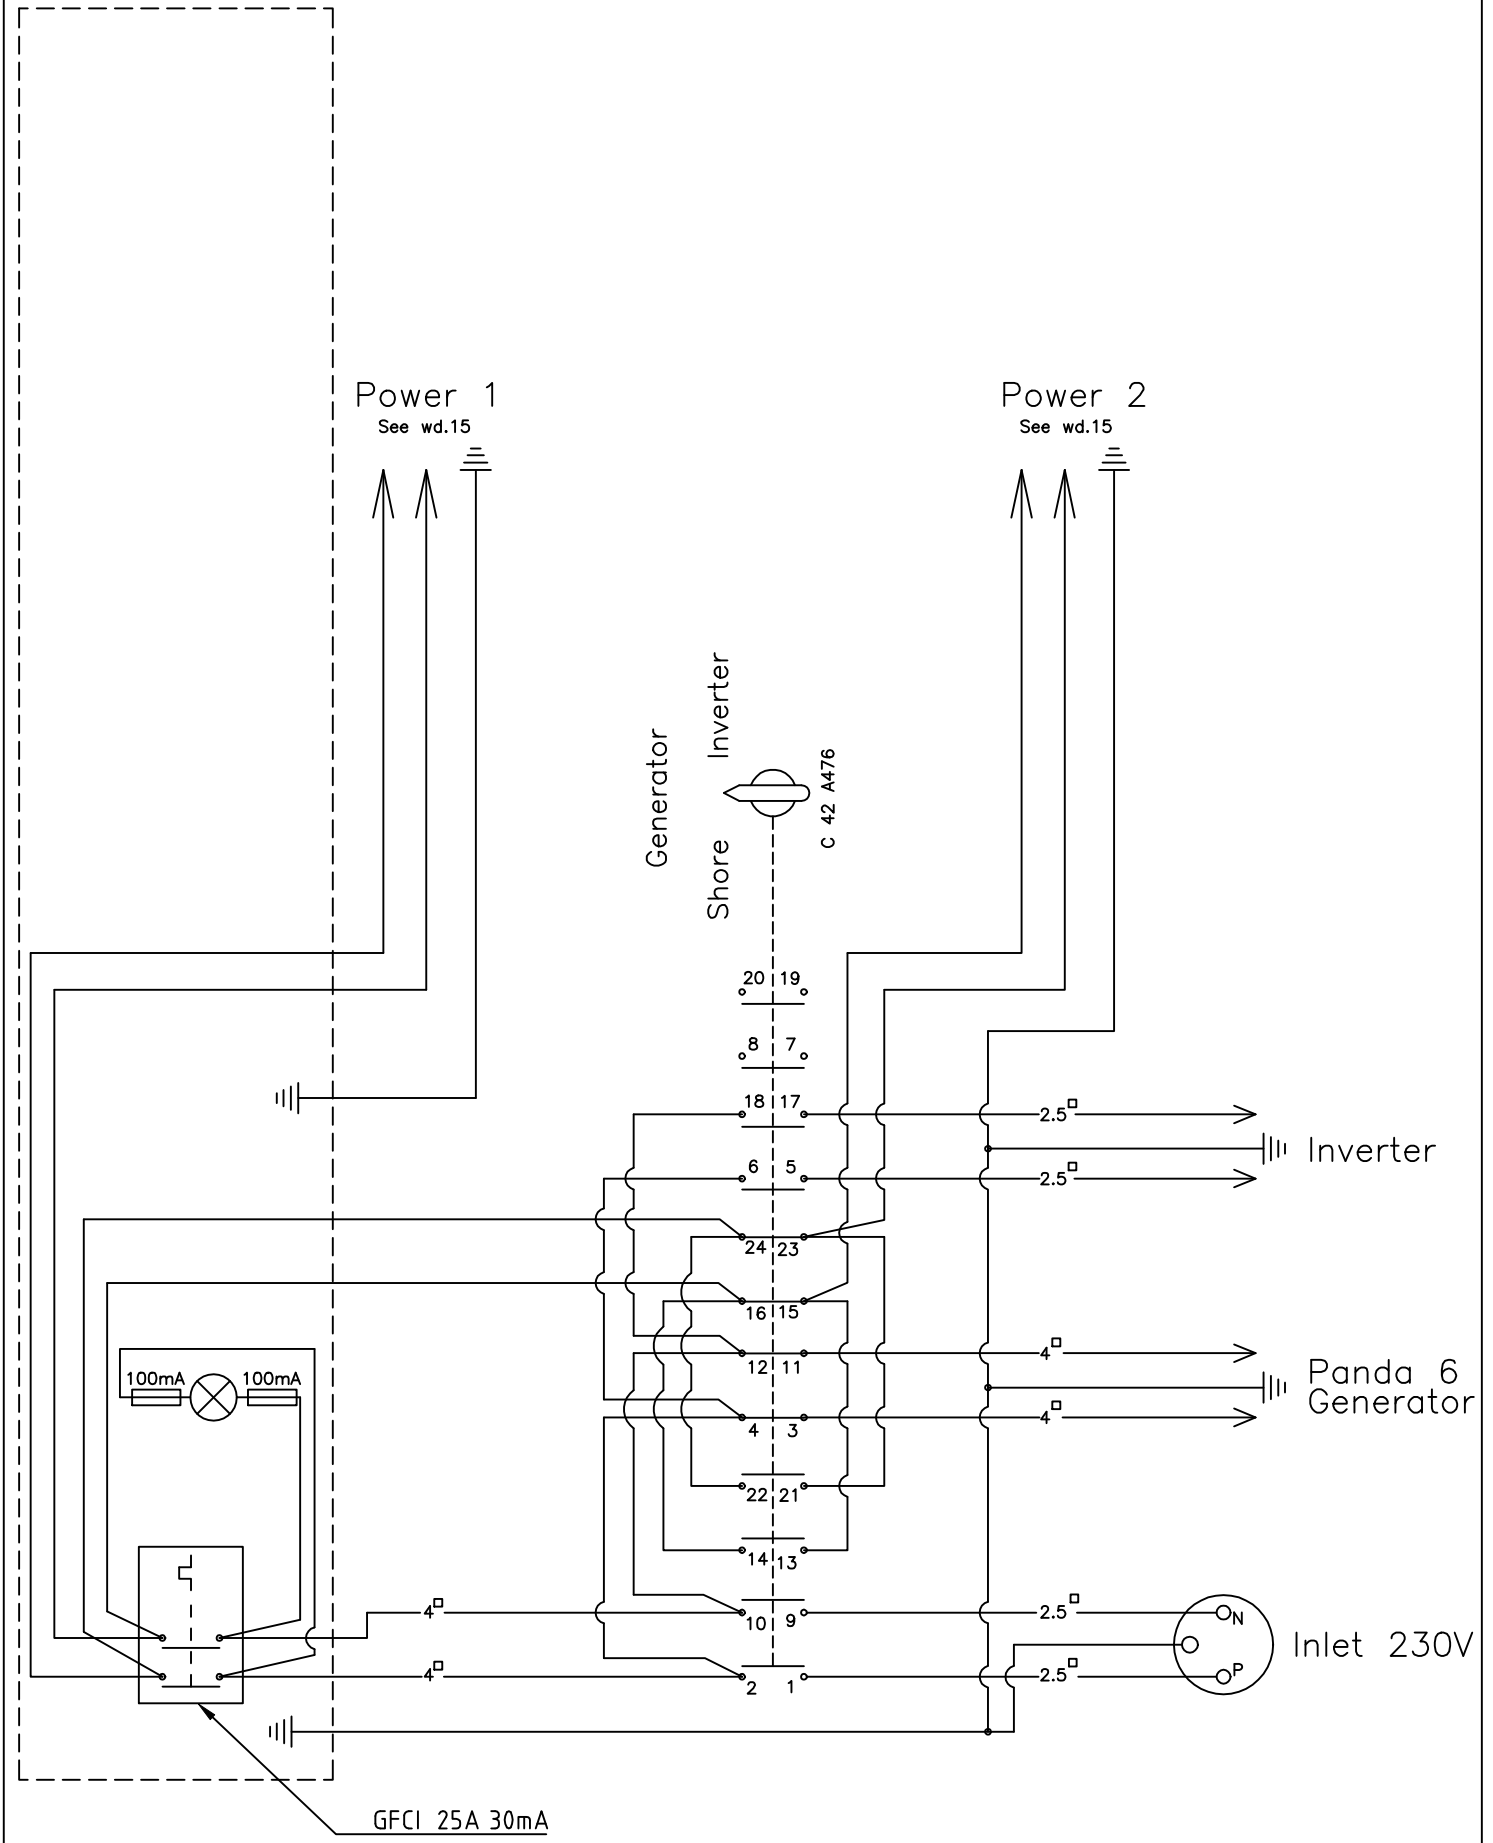 Power 1
See wd.15
Power 2
See wd.15
Inverter
Generator
Shore
C 42 A476
20 19
8 7
18 17
2.5
6 5
2.5
Inverter
24 23
16 15
12 11
4
Panda 6
Generator
4 3
4
100mA
100mA
22 21
14 13
4
10 9
2.5
N
Inlet 230V
P
4
2 1
2.5
GFCI 25A 30mA